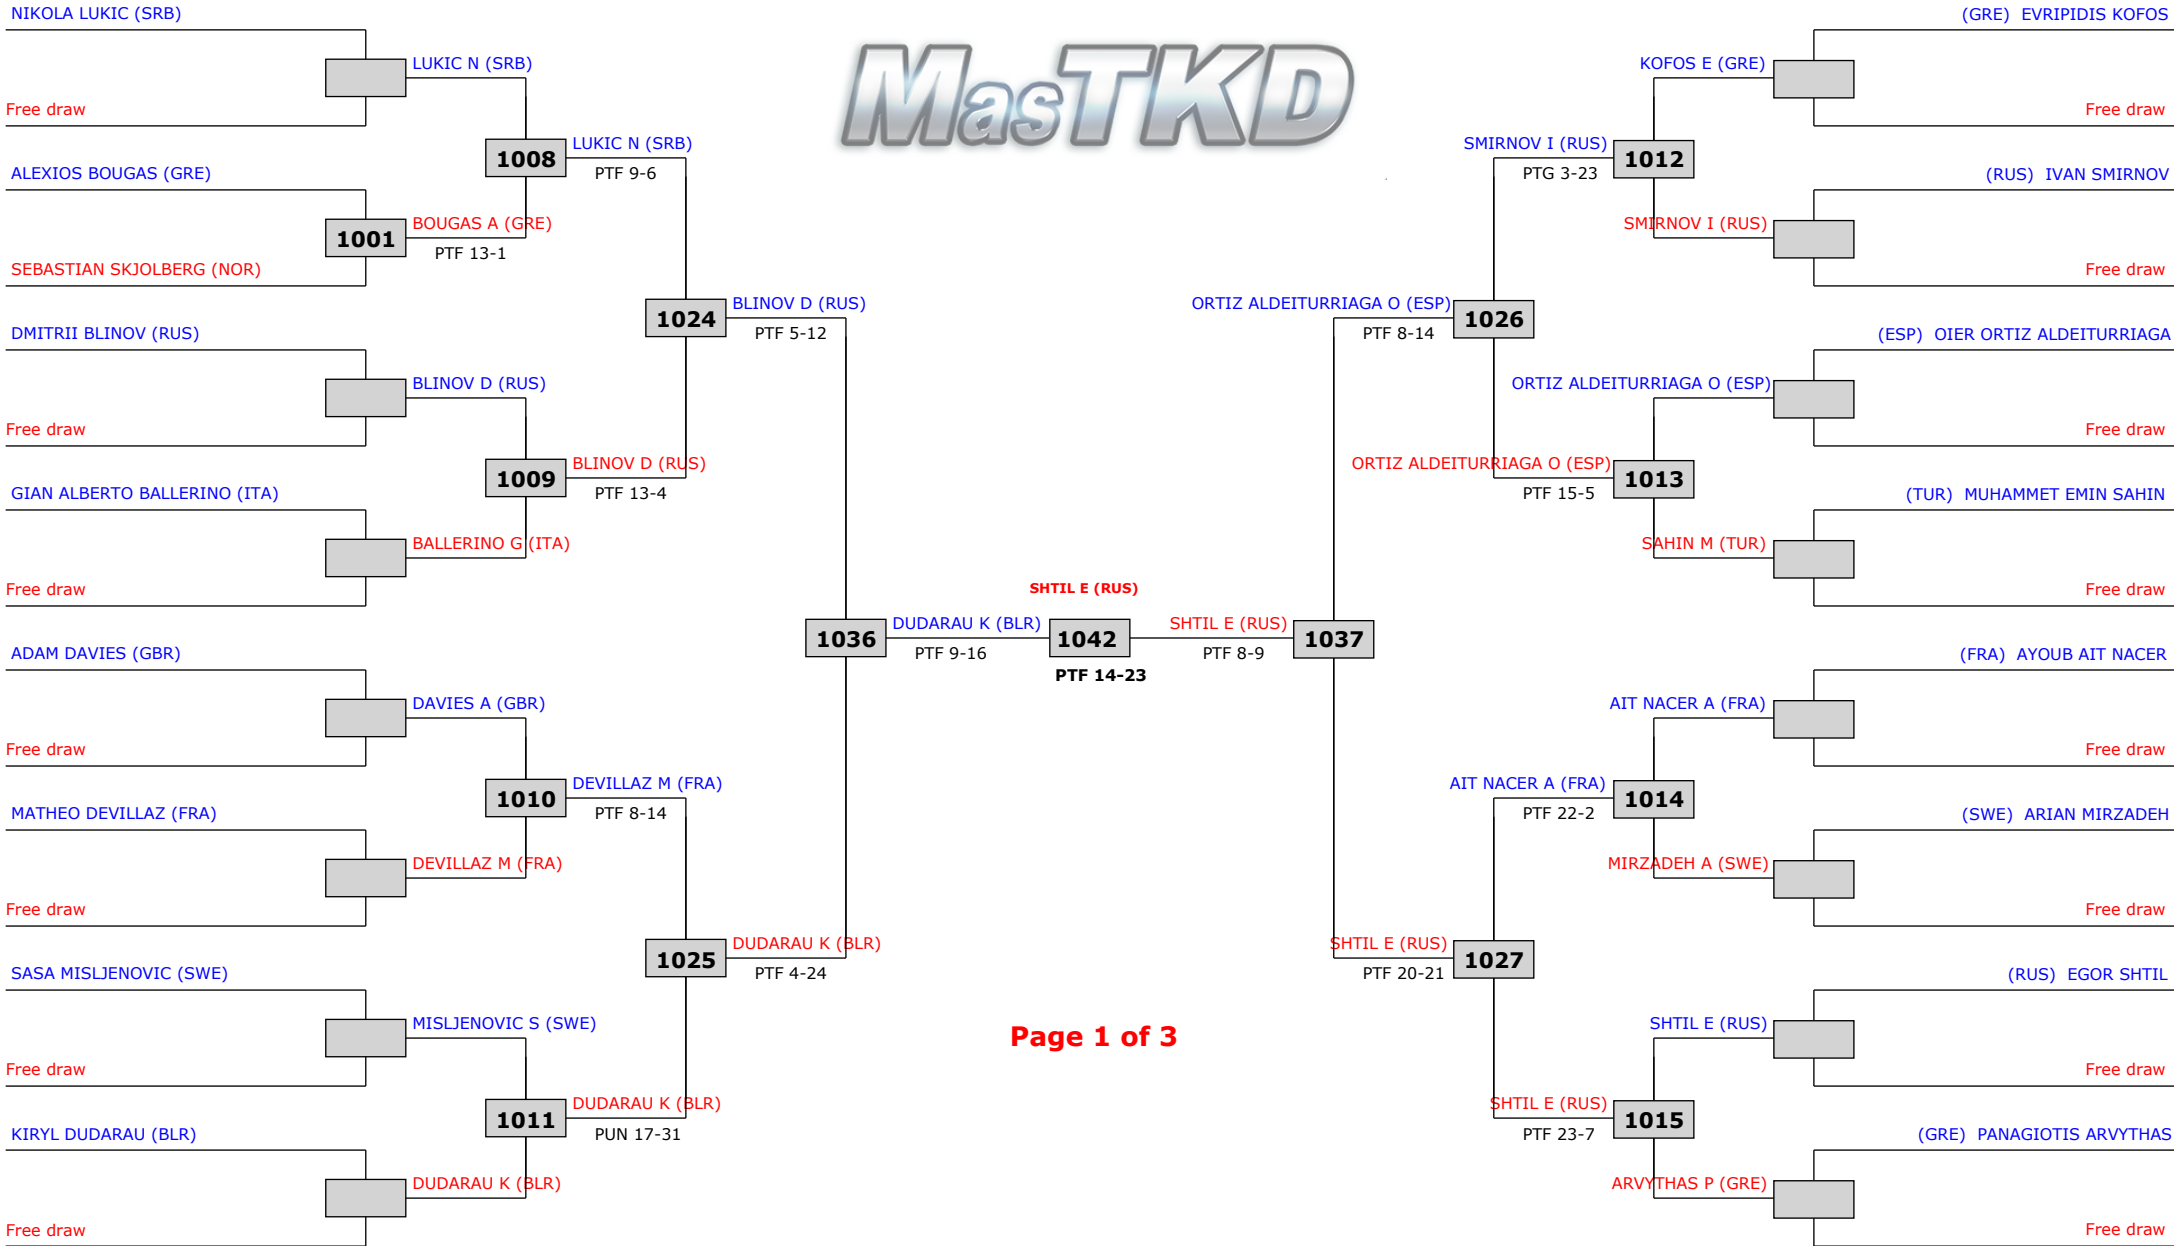 NIKOLA LUKIC (SRB)
Free draw
ALEXIOS BOUGAS (GRE)
SEBASTIAN SKJOLBERG (NOR)
DMITRII BLINOV (RUS)
Free draw
GIAN ALBERTO BALLERINO (ITA)
Free draw
ADAM DAVIES (GBR)
Free draw
MATHEO DEVILLAZ (FRA)
Free draw
SASA MISLJENOVIC (SWE)
Free draw
KIRYL DUDARAU (BLR)
Free draw
LUKIC N (SRB)
1001
BOUGAS A (GRE)
PTF 13-1
BLINOV D (RUS)
BALLERINO G (ITA)
DAVIES A (GBR)
DEVILLAZ M (FRA)
MISLJENOVIC S (SWE)
DUDARAU K (BLR)
1008
LUKIC N (SRB)
PTF 9-6
1009
BLINOV D (RUS)
PTF 13-4
1010
DEVILLAZ M (FRA)
PTF 8-14
1011
DUDARAU K (BLR)
PUN 17-31
1024
BLINOV D (RUS)
PTF 5-12
1025
DUDARAU K (BLR)
PTF 4-24
1036
DUDARAU K (BLR)
PTF 9-16
MasTKD
SHTIL E (RUS)
1042
PTF 14-23
Page 1 of 3
SHTIL E (RUS)
PTF 8-9
1037
ORTIZ ALDEITURRIAGA O (ESP)
PTF 8-14
1026
SHTIL E (RUS)
PTF 20-21
1027
SMIRNOV I (RUS)
PTG 3-23
1012
ORTIZ ALDEITURRIAGA O (ESP)
PTF 15-5
1013
AIT NACER A (FRA)
PTF 22-2
1014
SHTIL E (RUS)
PTF 23-7
1015
KOFOS E (GRE)
SMIRNOV I (RUS)
ORTIZ ALDEITURRIAGA O (ESP)
SAHIN M (TUR)
AIT NACER A (FRA)
MIRZADEH A (SWE)
SHTIL E (RUS)
ARVYTHAS P (GRE)
(GRE) EVRIPIDIS KOFOS
Free draw
(RUS) IVAN SMIRNOV
Free draw
(ESP) OIER ORTIZ ALDEITURRIAGA
Free draw
(TUR) MUHAMMET EMIN SAHIN
Free draw
(FRA) AYOUB AIT NACER
Free draw
(SWE) ARIAN MIRZADEH
Free draw
(RUS) EGOR SHTIL
Free draw
(GRE) PANAGIOTIS ARVYTHAS
Free draw